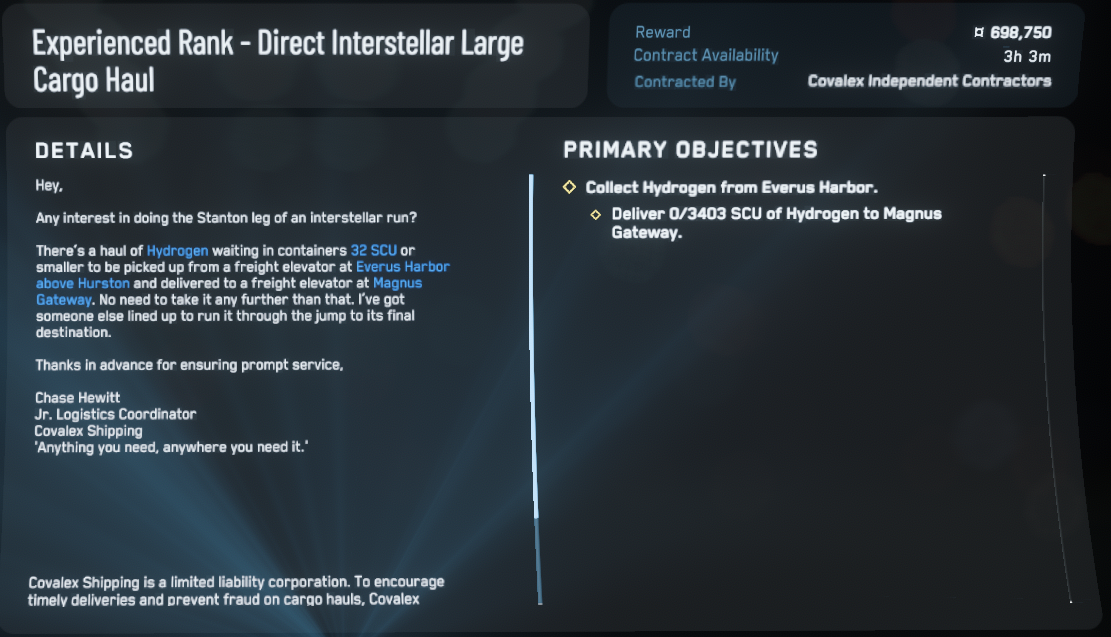 Experienced Rank - Direct Interstellar Large
Cargo Haul
Reward ¤ 698,750
Contract Availability 3h 3m
Contracted By Covalex Independent Contractors
DETAILS
Hey,
Any interest in doing the Stanton leg of an interstellar run?
There's a haul of Hydrogen waiting in containers 32 SCU or
smaller to be picked up from a freight elevator at Everus Harbor
above Hurston and delivered to a freight elevator at Magnus
Gateway. No need to take it any further than that. I've got
someone else lined up to run it through the jump to its final
destination.
Thanks in advance for ensuring prompt service,
Chase Hewitt
Jr. Logistics Coordinator
Covalex Shipping
'Anything you need, anywhere you need it.'
Covalex Shipping is a limited liability corporation. To encourage
timely deliveries and prevent fraud on cargo hauls, Covalex
PRIMARY OBJECTIVES
Collect Hydrogen from Everus Harbor.
Deliver 0/3403 SCU of Hydrogen to Magnus
Gateway.